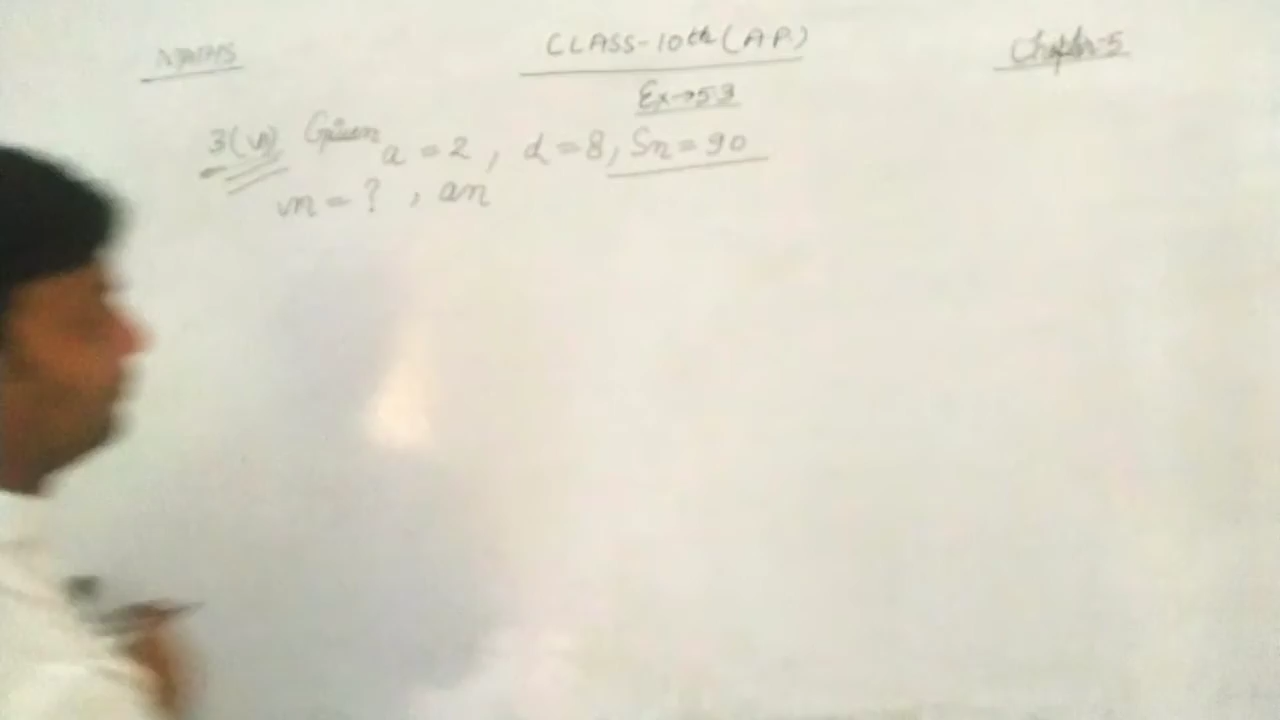 MATHS
CLASS-10th (A.P.)
Chapter-5
Ex→5.3
3(vi) Given a = 2, d = 8, Sn = 90
n = ? , an